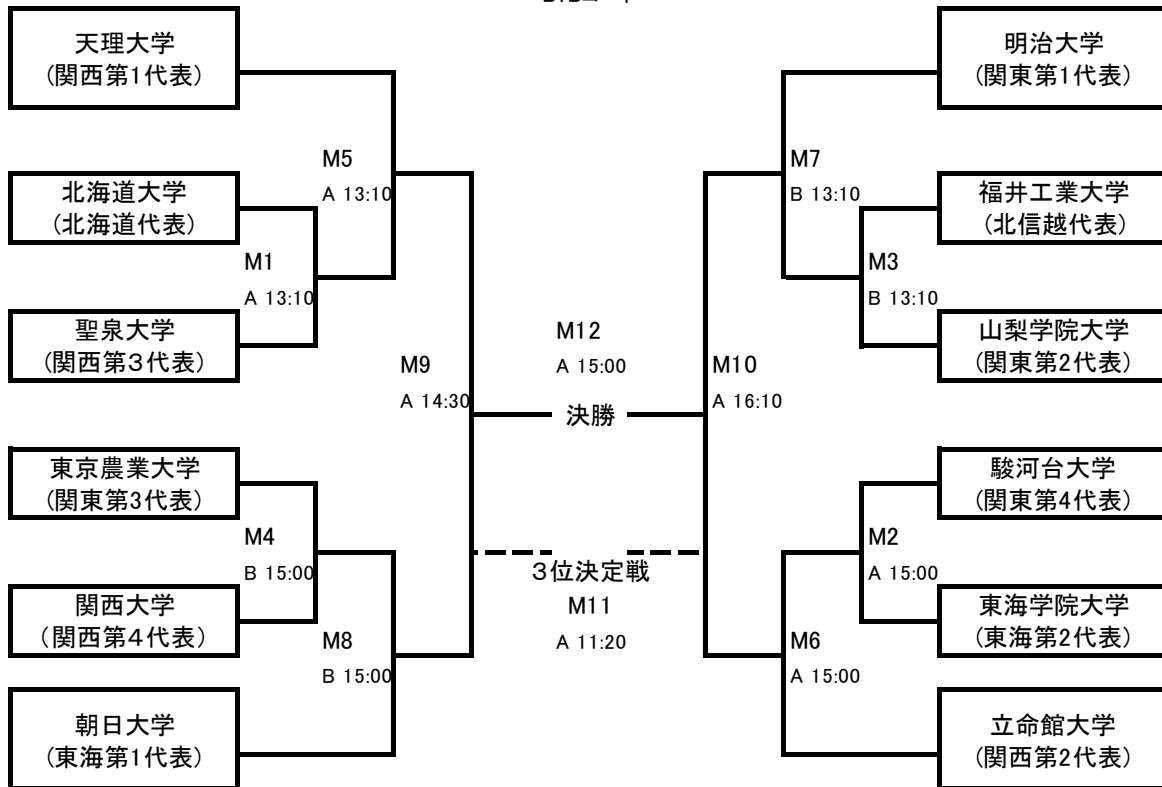 天理大学
(関西第1代表)
M5
A 13:10
北海道大学
(北海道代表)
M1
A 13:10
聖泉大学
(関西第３代表)
M9
A 14:30
東京農業大学
(関東第3代表)
M4
B 15:00
関西大学
(関西第４代表)
M8
B 15:00
朝日大学
(東海第1代表)
M12
A 15:00
決勝
３位決定戦
M11
A 11:20
明治大学
(関東第1代表)
M7
B 13:10
福井工業大学
(北信越代表)
M3
B 13:10
山梨学院大学
(関東第2代表)
M10
A 16:10
駿河台大学
(関東第4代表)
M2
A 15:00
東海学院大学
(東海第2代表)
M6
A 15:00
立命館大学
(関西第2代表)